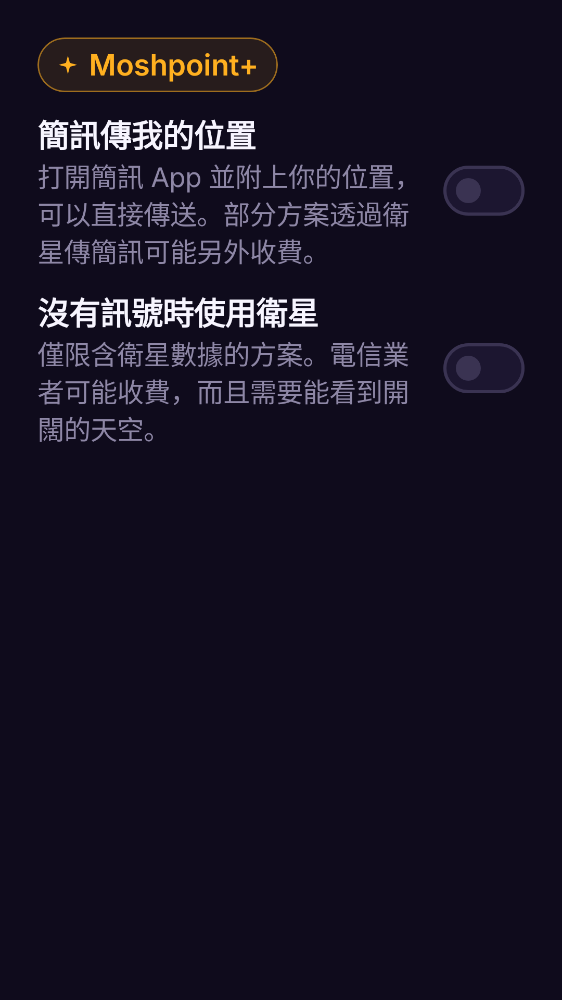 Moshpoint+
簡訊傳我的位置
打開簡訊 App 並附上你的位置，
可以直接傳送。部分方案透過衛
星傳簡訊可能另外收費。
沒有訊號時使用衛星
僅限含衛星數據的方案。電信業
者可能收費，而且需要能看到開
闊的天空。